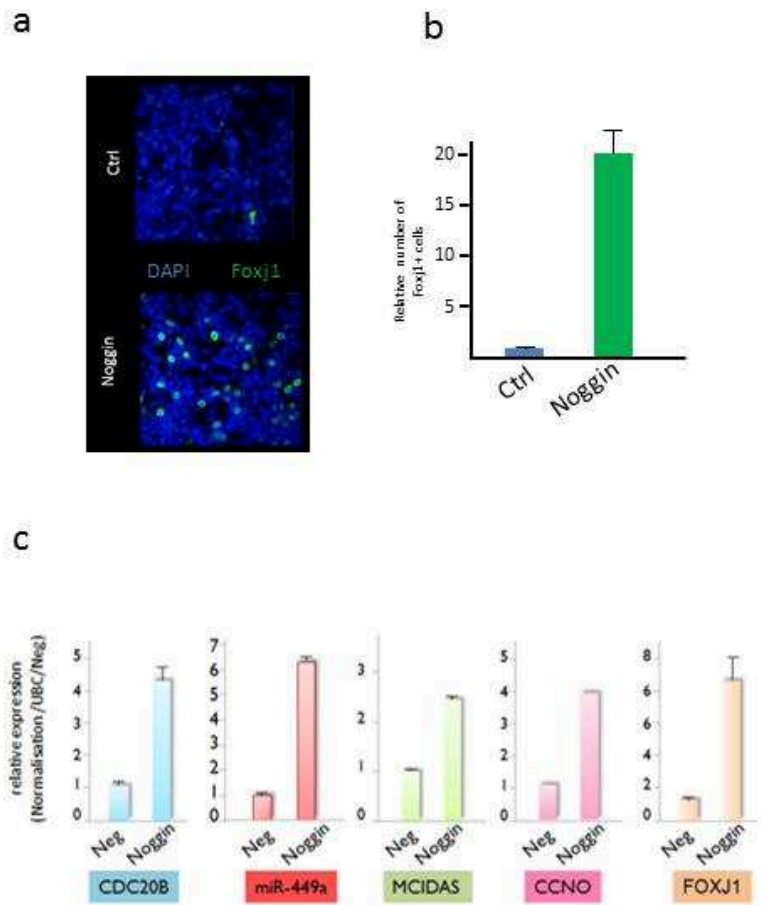 a
b
Ctrl
DAPI Foxj1
Noggin
Relative number of
Foxj1+ cells
20
15
10
5
Ctrl
Noggin
c
relative expression
(Normalisation/UBC/Neg)
5
4
3
2
1
0
Neg Noggin
CDC20B
7
6
5
4
3
2
1
0
Neg Noggin
miR-449a
3
2
1
0
Neg Noggin
MCIDAS
5
4
3
2
1
0
Neg Noggin
CCNO
8
6
4
2
0
Neg Noggin
FOXJ1